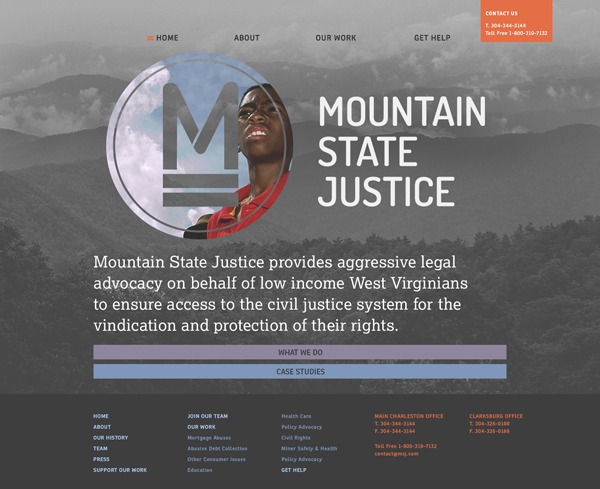 CONTACT US
T. 304-344-3144
Toll Free 1-800-319-7132
HOME
ABOUT
OUR WORK
GET HELP
M
MOUNTAIN
STATE
JUSTICE
Mountain State Justice provides aggressive legal
advocacy on behalf of low income West Virginians
to ensure access to the civil justice system for the
vindication and protection of their rights.
WHAT WE DO
CASE STUDIES
HOME
ABOUT
OUR HISTORY
TEAM
PRESS
SUPPORT OUR WORK
JOIN OUR TEAM
OUR WORK
Mortgage Abuses
Abusive Debt Collection
Other Consumer Issues
Education
Health Care
Policy Advocacy
Civil Rights
Miner Safety & Health
Policy Advocacy
GET HELP
MAIN CHARLESTON OFFICE
T. 304-344-3144
F. 304-344-3144
Toll Free 1-800-319-7132
contact@msj.com
CLARKSBURG OFFICE
T. 304-326-0188
F. 304-326-0189